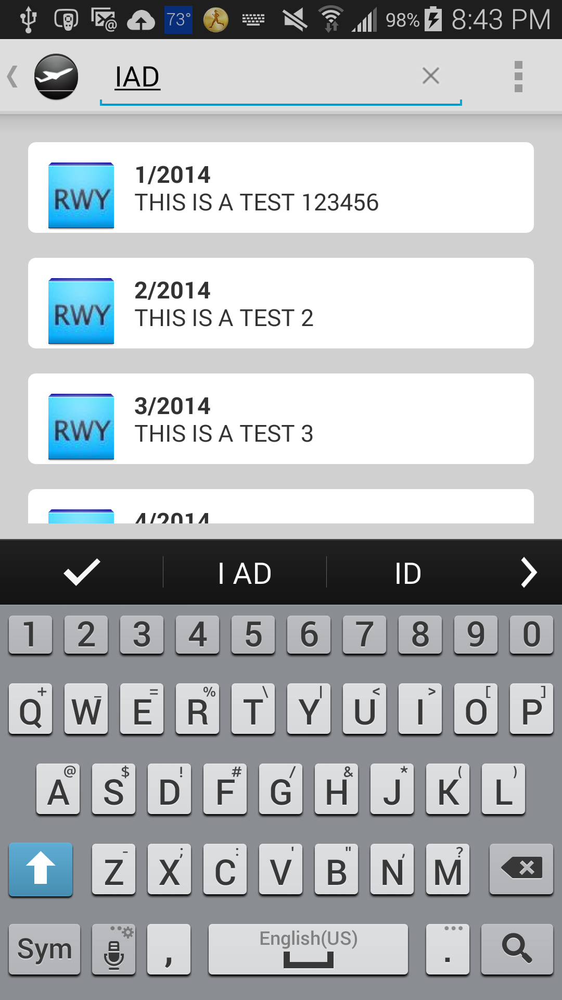 73° 98% 8:43 PM
IAD
1/2014
RWY
THIS IS A TEST 123456
2/2014
RWY
THIS IS A TEST 2
3/2014
RWY
THIS IS A TEST 3
4/2014
I AD ID
1 2 3 4 5 6 7 8 9 0
+ _ = % \ | < > [ ]
Q W E R T Y U I O P
@ $ ! # / & * ( )
A S D F G H J K L
- ; : ' " , ?
Z X C V B N M
English(US)
Sym , .